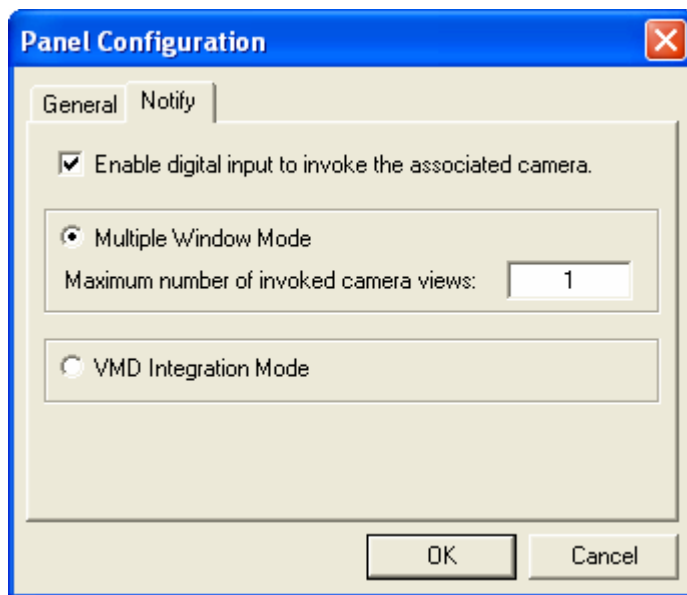 Panel Configuration
General Notify
Enable digital input to invoke the associated camera.
Multiple Window Mode
Maximum number of invoked camera views: 1
VMD Integration Mode
OK Cancel